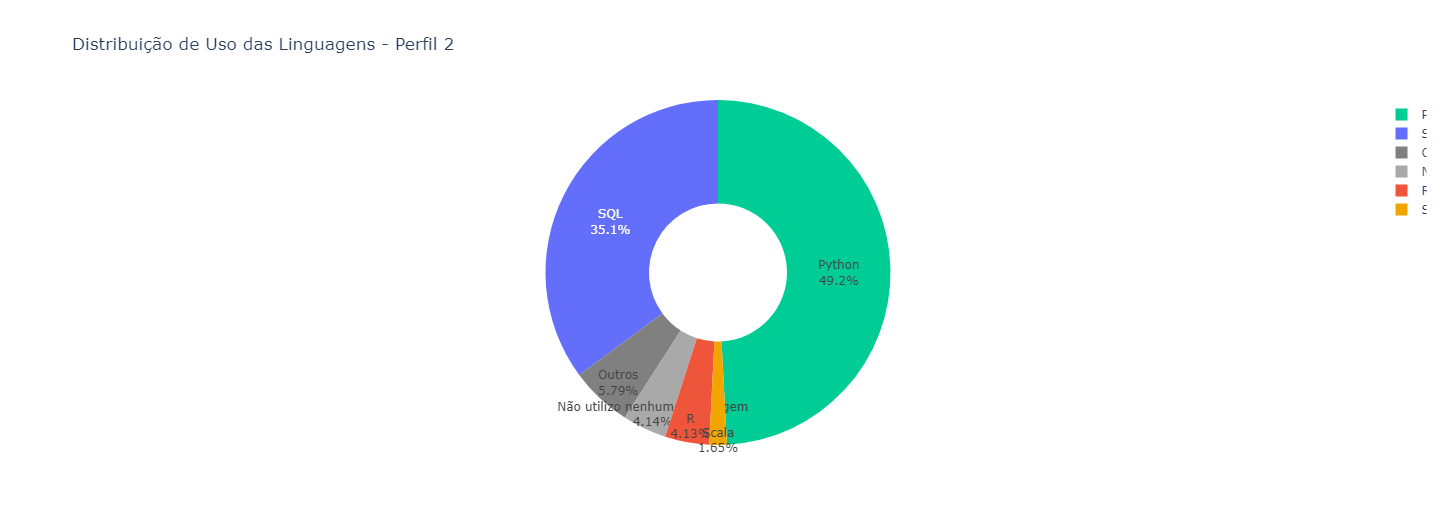 Distribuição de Uso das Linguagens - Perfil 2
SQL
35.1%
Python
49.2%
Outros
5.79%
Não utilizo nenhum gem
4.14%
R
4.13%
Scala
1.65%